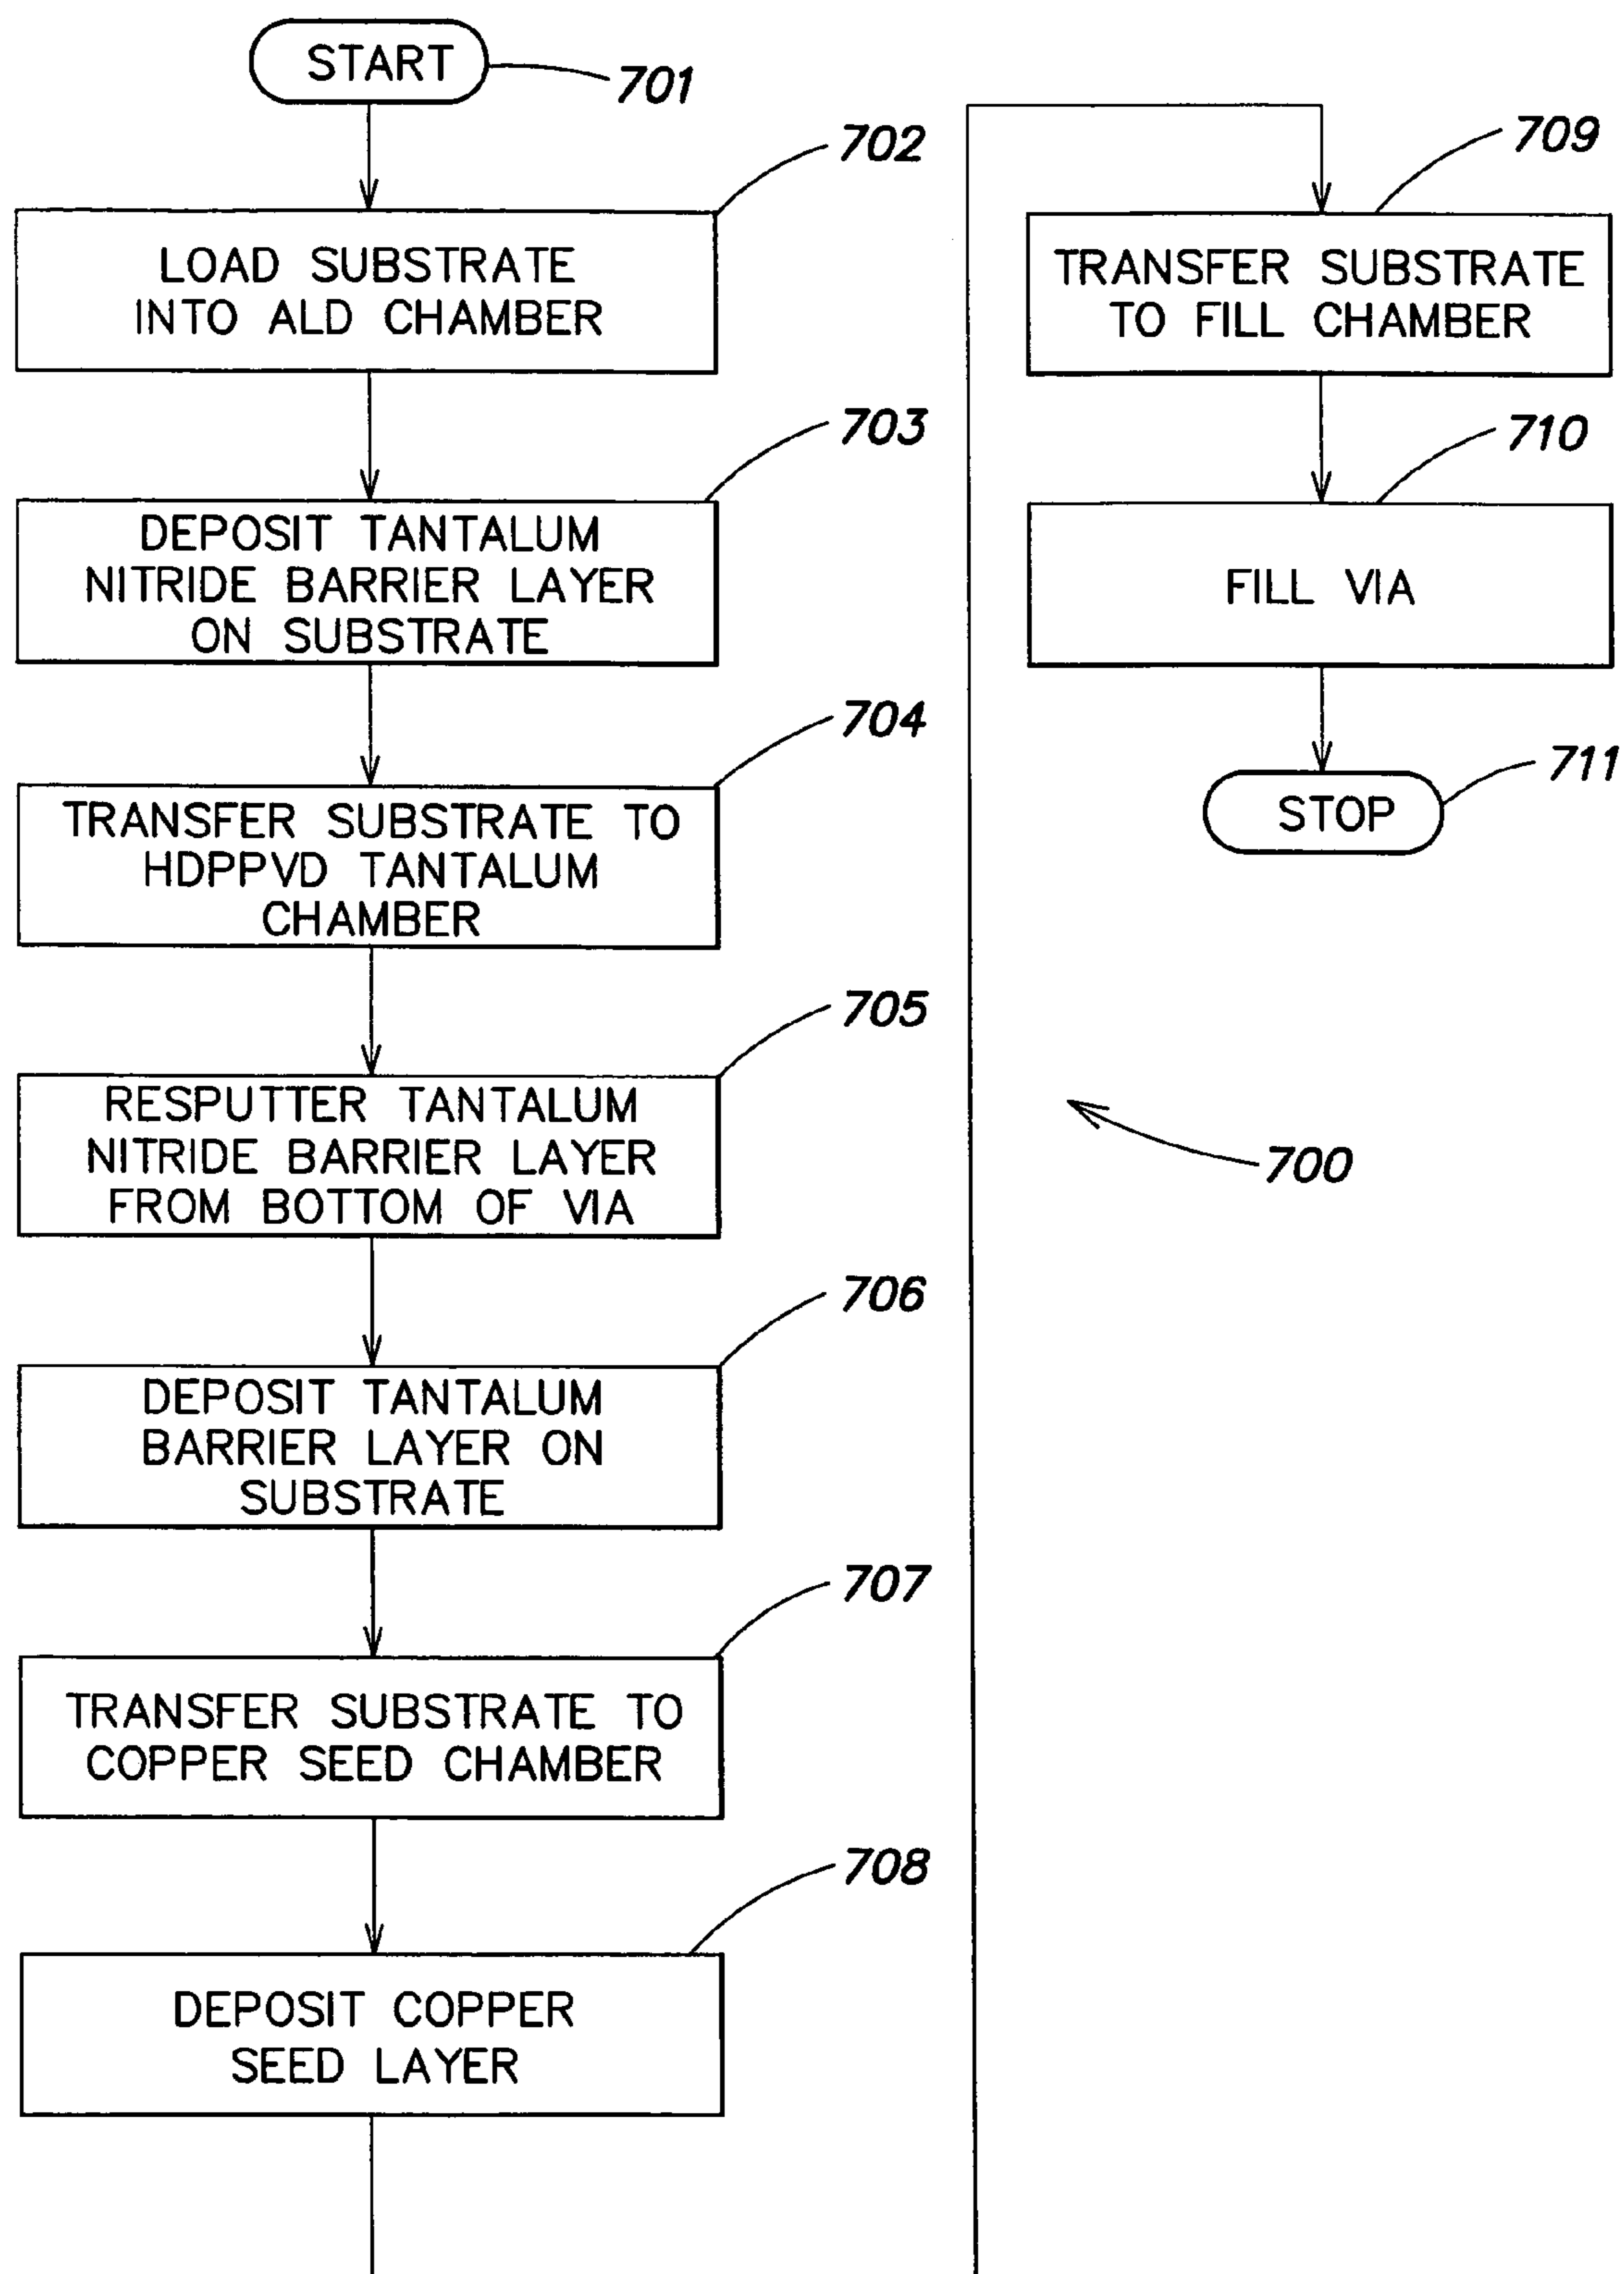 START
701
702
LOAD SUBSTRATE
INTO ALD CHAMBER
703
DEPOSIT TANTALUM
NITRIDE BARRIER LAYER
ON SUBSTRATE
704
TRANSFER SUBSTRATE TO
HDPPVD TANTALUM
CHAMBER
705
RESPUTTER TANTALUM
NITRIDE BARRIER LAYER
FROM BOTTOM OF VIA
706
DEPOSIT TANTALUM
BARRIER LAYER ON
SUBSTRATE
707
TRANSFER SUBSTRATE TO
COPPER SEED CHAMBER
708
DEPOSIT COPPER
SEED LAYER
709
TRANSFER SUBSTRATE
TO FILL CHAMBER
710
FILL VIA
711
STOP
700